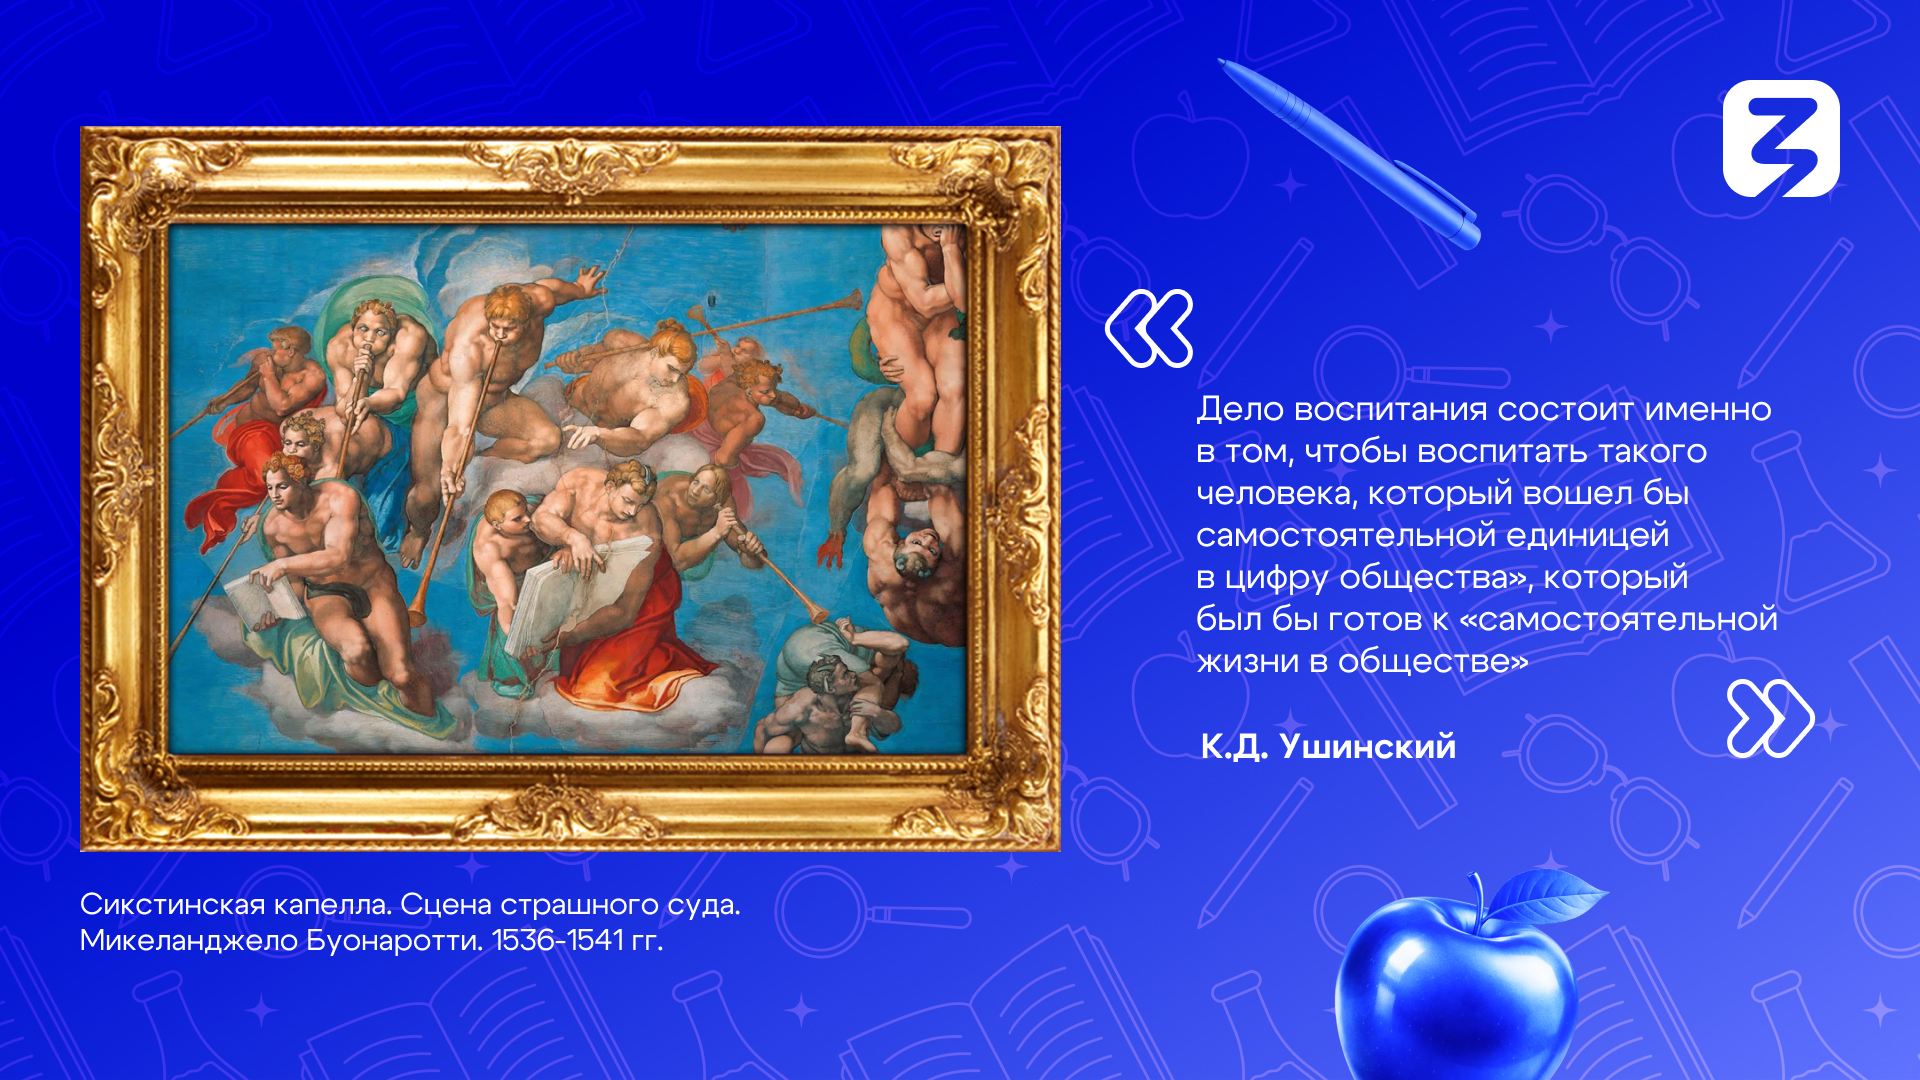 Дело воспитания состоит именно
в том, чтобы воспитать такого
человека, который вошел бы
самостоятельной единицей
в цифру общества», который
был бы готов к «самостоятельной
жизни в обществе»
К.Д. Ушинский
Сикстинская капелла. Сцена страшного суда.
Микеланджело Буонаротти. 1536-1541 гг.